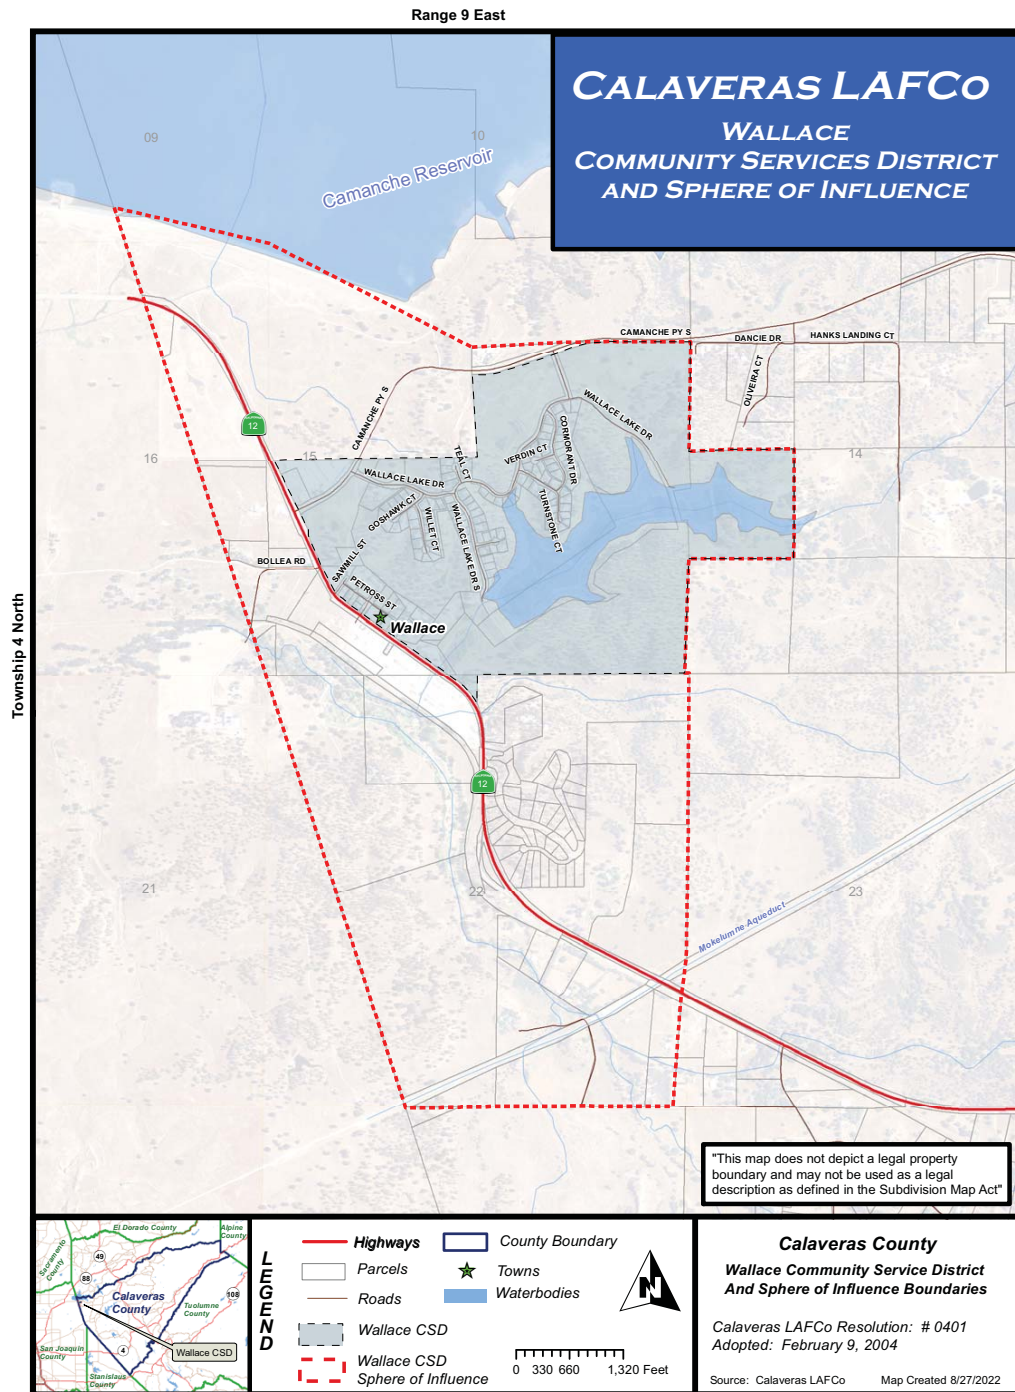 Range 9 East
Township 4 North
CALAVERAS LAFCO
WALLACE
COMMUNITY SERVICES DISTRICT
AND SPHERE OF INFLUENCE
09
10
Camanche Reservoir
CAMANCHE PY S
DANCIE DR
HANKS LANDING CT
OLIVEIRA CT
CAMANCHE PY S
WALLACE LAKE DR
12
16
15
14
TEAL CT
VERDIN CT
CORMORANT DR
WALLACE LAKE DR
GOSHAWK CT
WILLET CT
WALLACE LAKE DR S
TURNSTONE CT
SAWMILL ST
BOLLEA RD
PETROSS ST
Wallace
12
21
22
23
Mokelumne Aqueduct
"This map does not depict a legal property
boundary and may not be used as a legal
description as defined in the Subdivision Map Act"
El Dorado County
Alpine
County
Sacramento
County
49
88
Calaveras
County
Tuolumne
County
108
San Joaquin
County
4
Wallace CSD
Stanislaus
County
LEGEND
Highways
County Boundary
Parcels
Towns
Roads
Waterbodies
Wallace CSD
Wallace CSD
Sphere of Influence
N
0 330 660 1,320 Feet
Calaveras County
Wallace Community Service District
And Sphere of Influence Boundaries
Calaveras LAFCo Resolution: # 0401
Adopted: February 9, 2004
Source: Calaveras LAFCo Map Created 8/27/2022